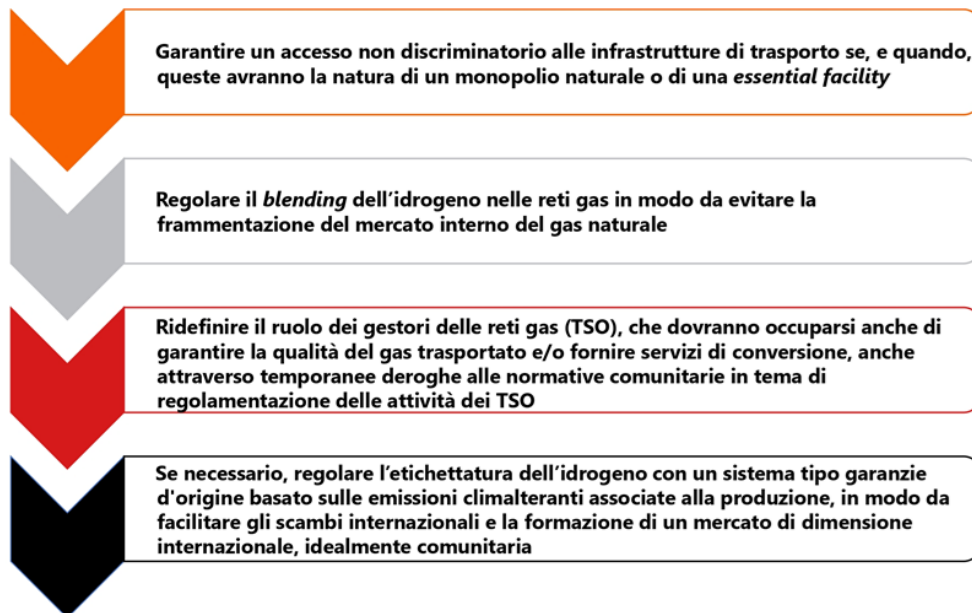 Garantire un accesso non discriminatorio alle infrastrutture di trasporto se, e quando,
queste avranno la natura di un monopolio naturale o di una essential facility
Regolare il blending dell'idrogeno nelle reti gas in modo da evitare la
frammentazione del mercato interno del gas naturale
Ridefinire il ruolo dei gestori delle reti gas (TSO), che dovranno occuparsi anche di
garantire la qualità del gas trasportato e/o fornire servizi di conversione, anche
attraverso temporanee deroghe alle normative comunitarie in tema di
regolamentazione delle attività dei TSO
Se necessario, regolare l'etichettatura dell'idrogeno con un sistema tipo garanzie
d'origine basato sulle emissioni climalteranti associate alla produzione, in modo da
facilitare gli scambi internazionali e la formazione di un mercato di dimensione
internazionale, idealmente comunitaria